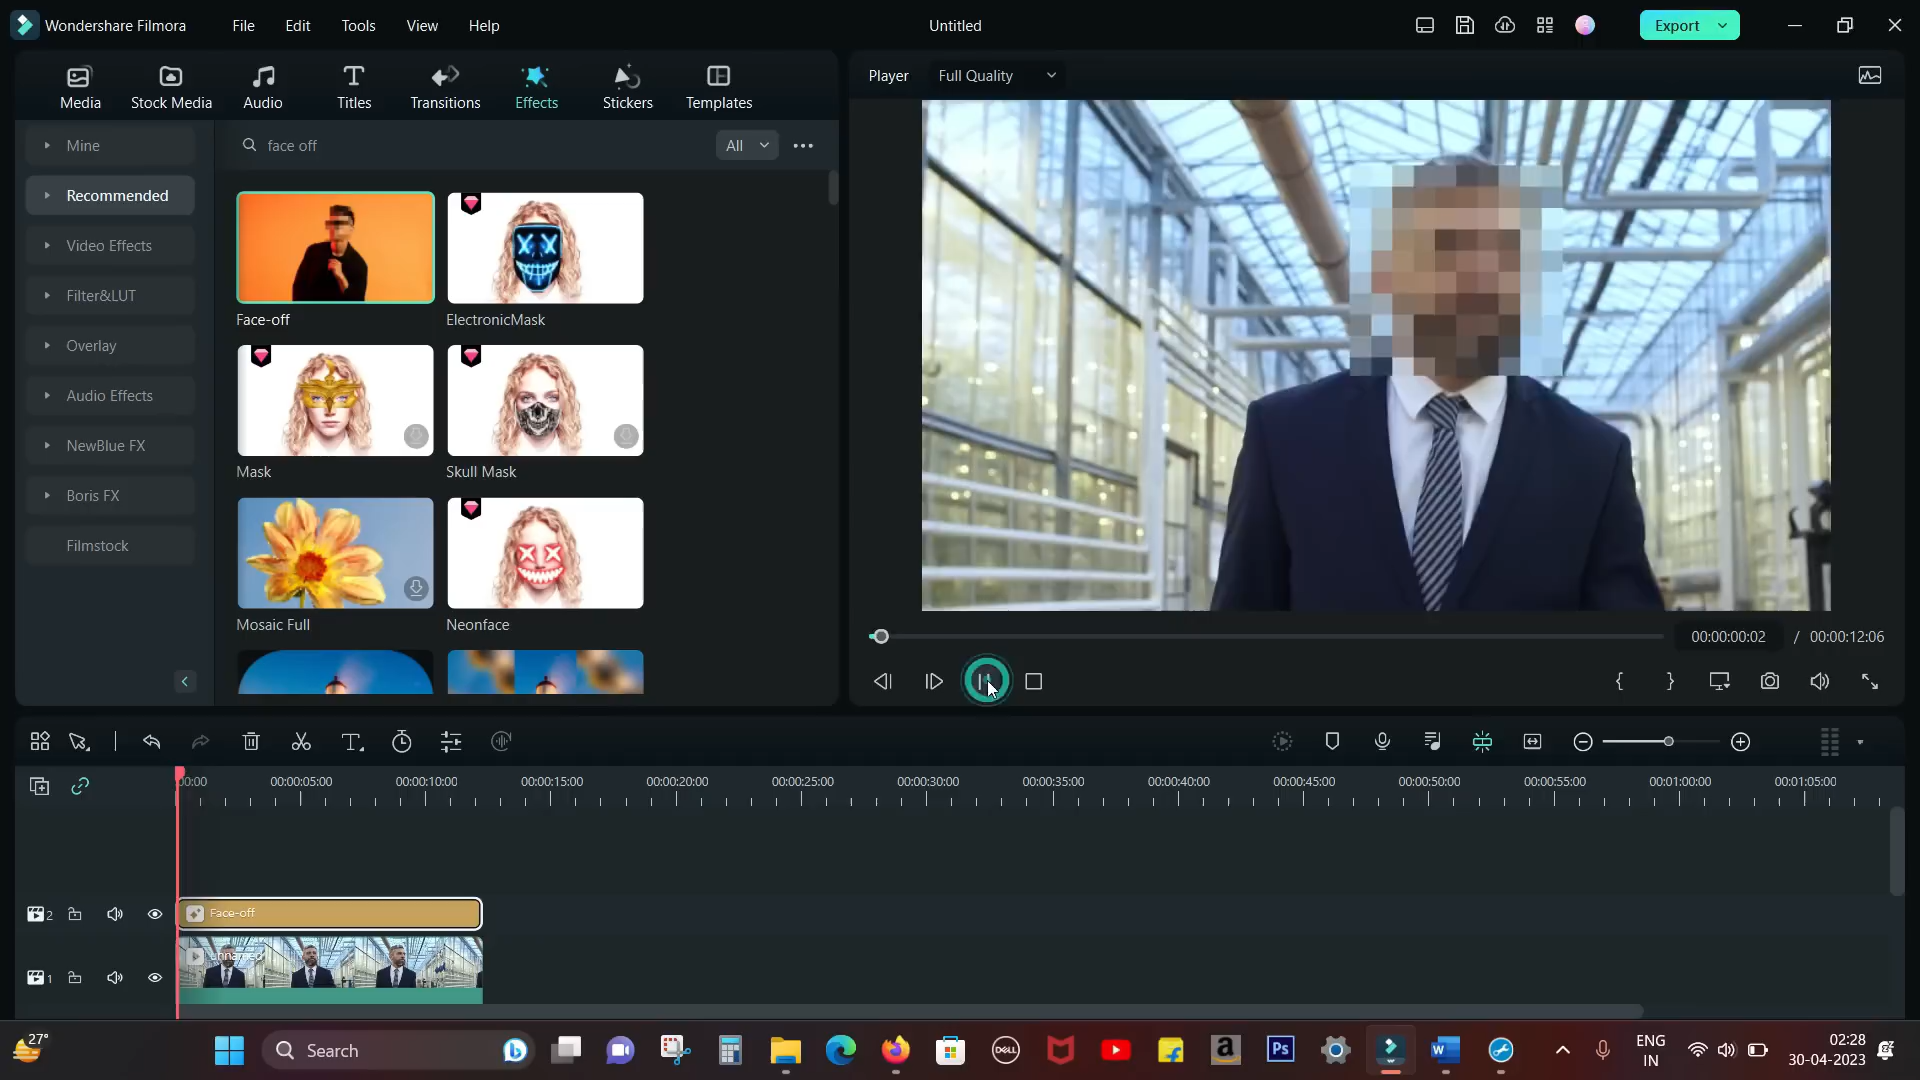 Wondershare Filmora
File
Edit
Tools
View
Help
Untitled
Export
Media
Stock Media
Audio
Titles
Transitions
Effects
Stickers
Templates
Player
Full Quality
Mine
Recommended
Video Effects
Filter&LUT
Overlay
Audio Effects
NewBlue FX
Boris FX
Filmstock
face off
All
Face-off
ElectronicMask
Mask
Skull Mask
Mosaic Full
Neonface
00:00:00:02 / 00:00:12:06
00:00 00:00:05:00 00:00:10:00 00:00:15:00 00:00:20:00 00:00:25:00 00:00:30:00 00:00:35:00 00:00:40:00 00:00:45:00 00:00:50:00 00:00:55:00 00:01:00:00 00:01:05:00
2
Face-off
unnamed
1
27°
Search
DELL
a
Ps
W
ENG
IN
02:28
30-04-2023